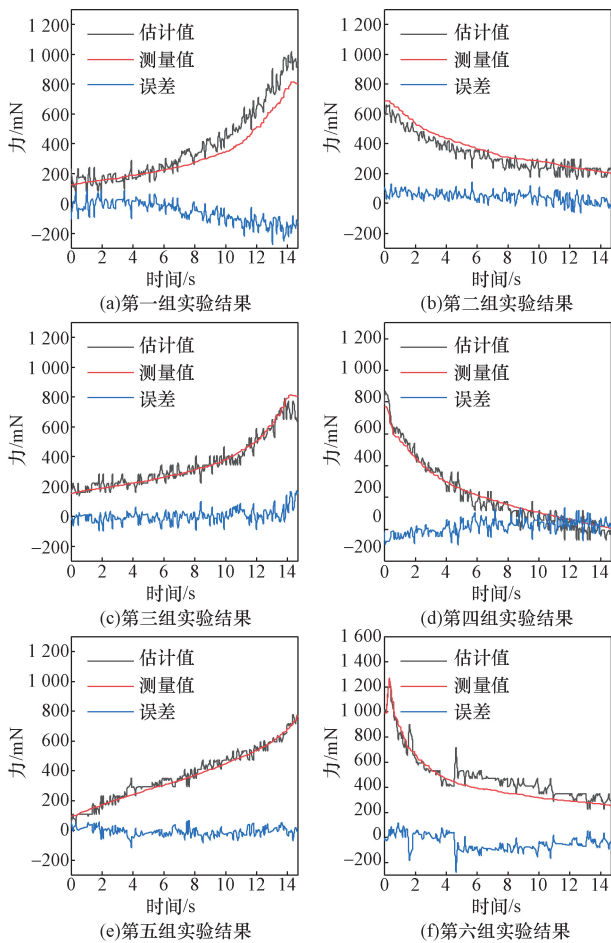 1 200
1 000
800
600
400
200
0
−200
力/mN
估计值
测量值
误差
0 2 4 6 8 10 12 14
时间/s
(a)第一组实验结果
1 200
1 000
800
600
400
200
0
−200
力/mN
估计值
测量值
误差
0 2 4 6 8 10 12 14
时间/s
(b)第二组实验结果
1 200
1 000
800
600
400
200
0
−200
力/mN
估计值
测量值
误差
0 2 4 6 8 10 12 14
时间/s
(c)第三组实验结果
1 200
1 000
800
600
400
200
0
−200
力/mN
估计值
测量值
误差
0 2 4 6 8 10 12 14
时间/s
(d)第四组实验结果
1 200
1 000
800
600
400
200
0
−200
力/mN
估计值
测量值
误差
0 2 4 6 8 10 12 14
时间/s
(e)第五组实验结果
1 600
1 400
1 200
1 000
800
600
400
200
0
−200
力/mN
估计值
测量值
误差
0 2 4 6 8 10 12 14
时间/s
(f)第六组实验结果